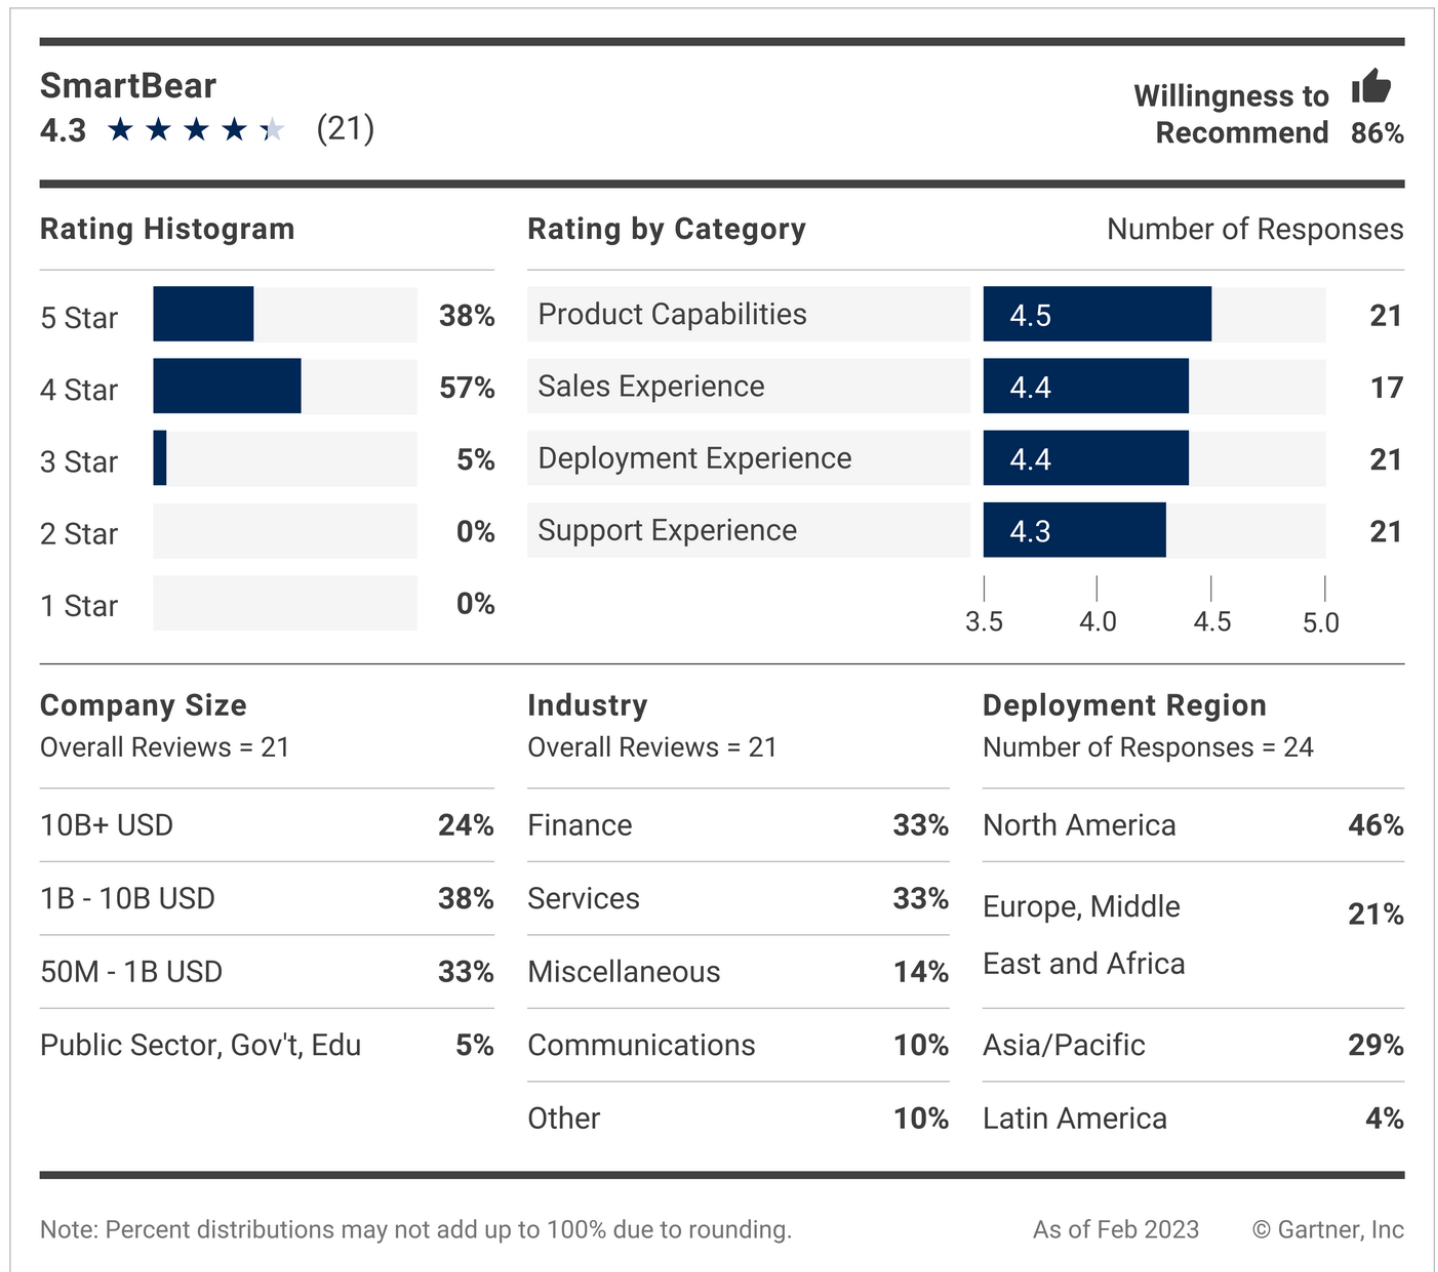 SmartBear
4.3 (21)
Willingness to
Recommend 86%
Rating Histogram
5 Star 38%
4 Star 57%
3 Star 5%
2 Star 0%
1 Star 0%
Rating by Category Number of Responses
Product Capabilities 4.5 21
Sales Experience 4.4 17
Deployment Experience 4.4 21
Support Experience 4.3 21
3.5 4.0 4.5 5.0
Company Size
Overall Reviews = 21
10B+ USD 24%
1B - 10B USD 38%
50M - 1B USD 33%
Public Sector, Gov't, Edu 5%
Industry
Overall Reviews = 21
Finance 33%
Services 33%
Miscellaneous 14%
Communications 10%
Other 10%
Deployment Region
Number of Responses = 24
North America 46%
Europe, Middle 21%
East and Africa
Asia/Pacific 29%
Latin America 4%
Note: Percent distributions may not add up to 100% due to rounding. As of Feb 2023 © Gartner, Inc